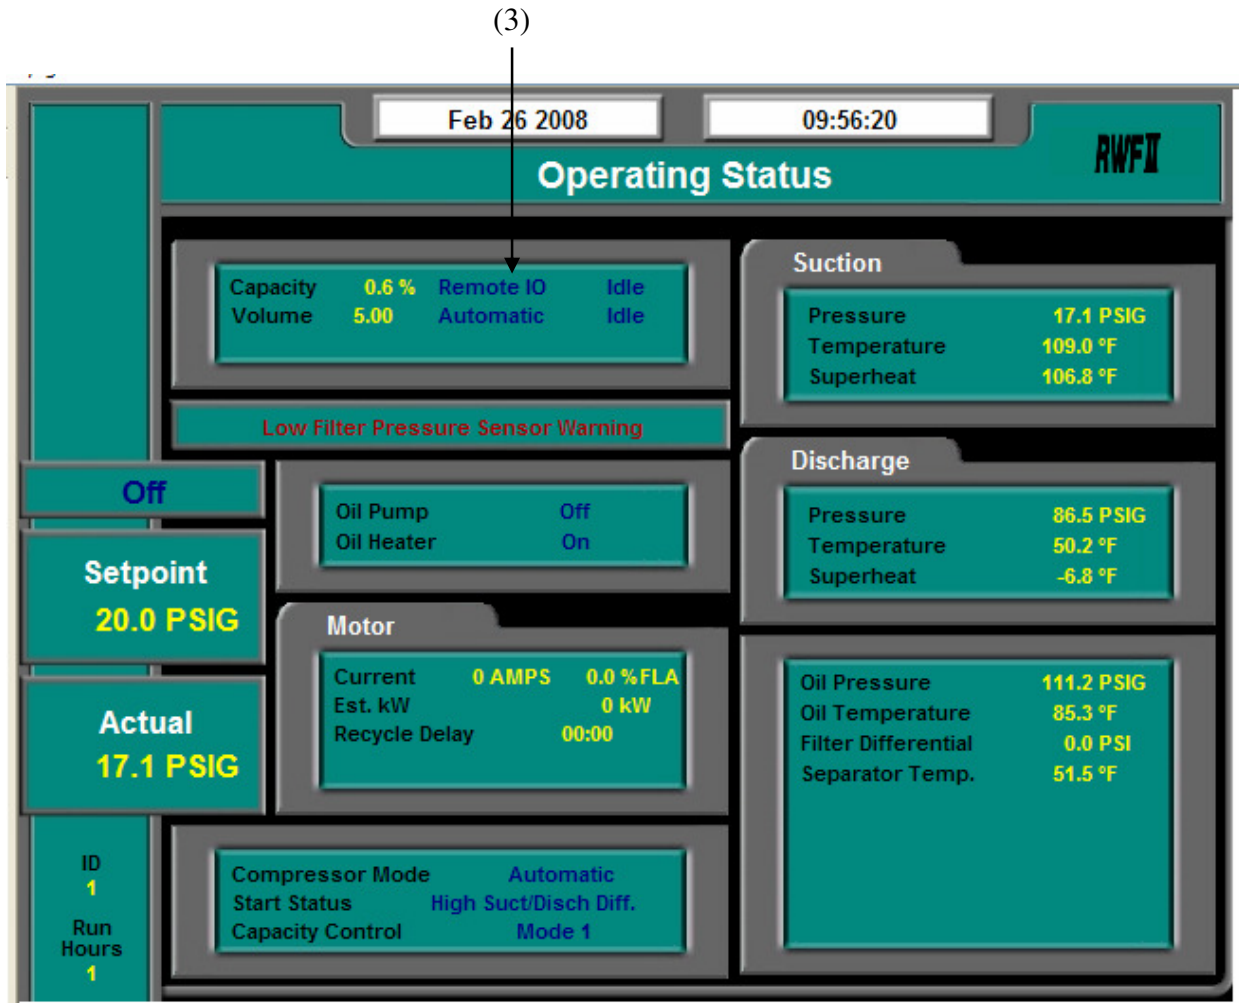 (3)
Feb 26 2008 09:56:20
Operating Status RWF II
Capacity 0.6 % Remote IO Idle
Volume 5.00 Automatic Idle
Low Filter Pressure Sensor Warning
Off
Setpoint
20.0 PSIG
Actual
17.1 PSIG
ID
1
Run
Hours
1
Oil Pump Off
Oil Heater On
Motor
Current 0 AMPS 0.0 %FLA
Est. kW 0 kW
Recycle Delay 00:00
Compressor Mode Automatic
Start Status High Suct/Disch Diff.
Capacity Control Mode 1
Suction
Pressure 17.1 PSIG
Temperature 109.0 °F
Superheat 106.8 °F
Discharge
Pressure 86.5 PSIG
Temperature 50.2 °F
Superheat -6.8 °F
Oil Pressure 111.2 PSIG
Oil Temperature 85.3 °F
Filter Differential 0.0 PSI
Separator Temp. 51.5 °F